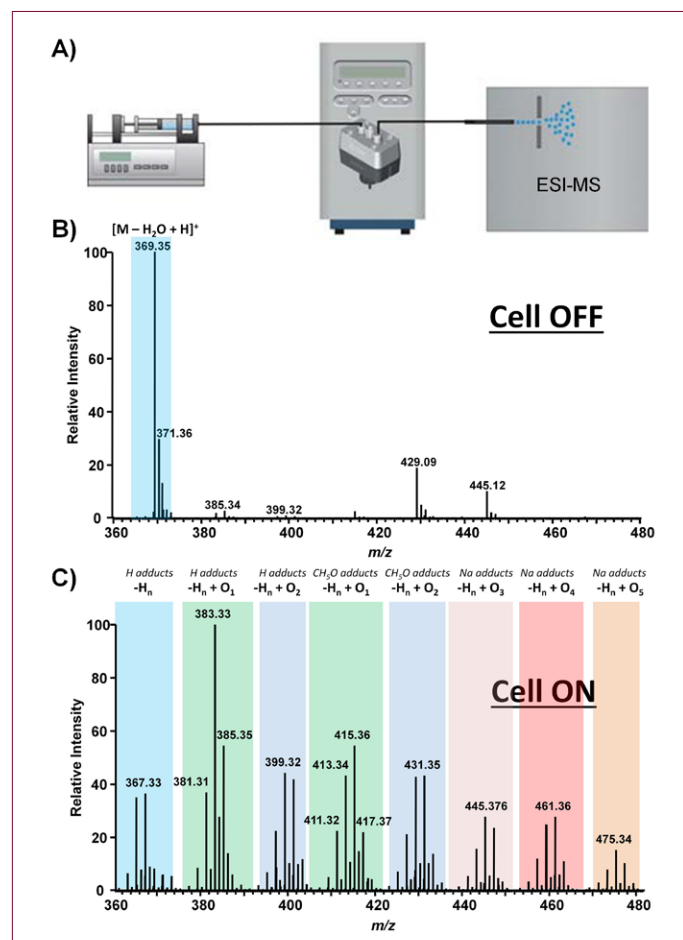 A)
ESI-MS
B)
[M – H₂O + H]⁺
369.35
Cell OFF
Relative Intensity
100
80
60
40
20
0
371.36
385.34
399.32
429.09
445.12
360
380
400
420
440
460
480
m/z
C)
H adducts
-Hₙ
H adducts
-Hₙ + O₁
H adducts
-Hₙ + O₂
CH₅O adducts
-Hₙ + O₁
CH₅O adducts
-Hₙ + O₂
Na adducts
-Hₙ + O₃
Na adducts
-Hₙ + O₄
Na adducts
-Hₙ + O₅
Cell ON
Relative Intensity
100
80
60
40
20
0
367.33
381.31
383.33
385.35
399.32
411.32
413.34
415.36
417.37
431.35
445.376
461.36
475.34
360
380
400
420
440
460
480
m/z